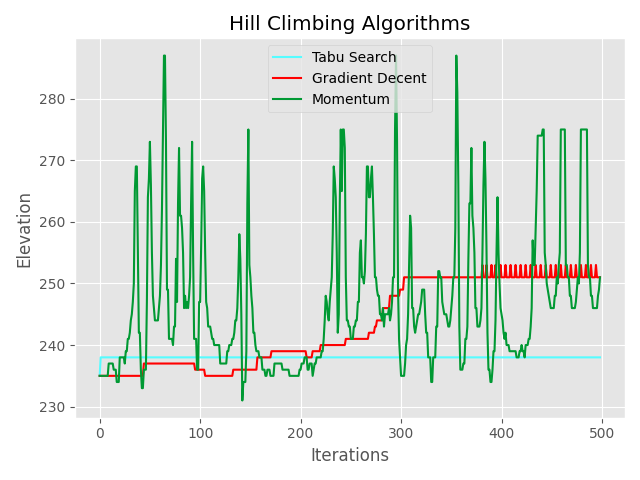 Hill Climbing Algorithms
Tabu Search
Gradient Decent
Momentum
Elevation
280
270
260
250
240
230
0 100 200 300 400 500
Iterations